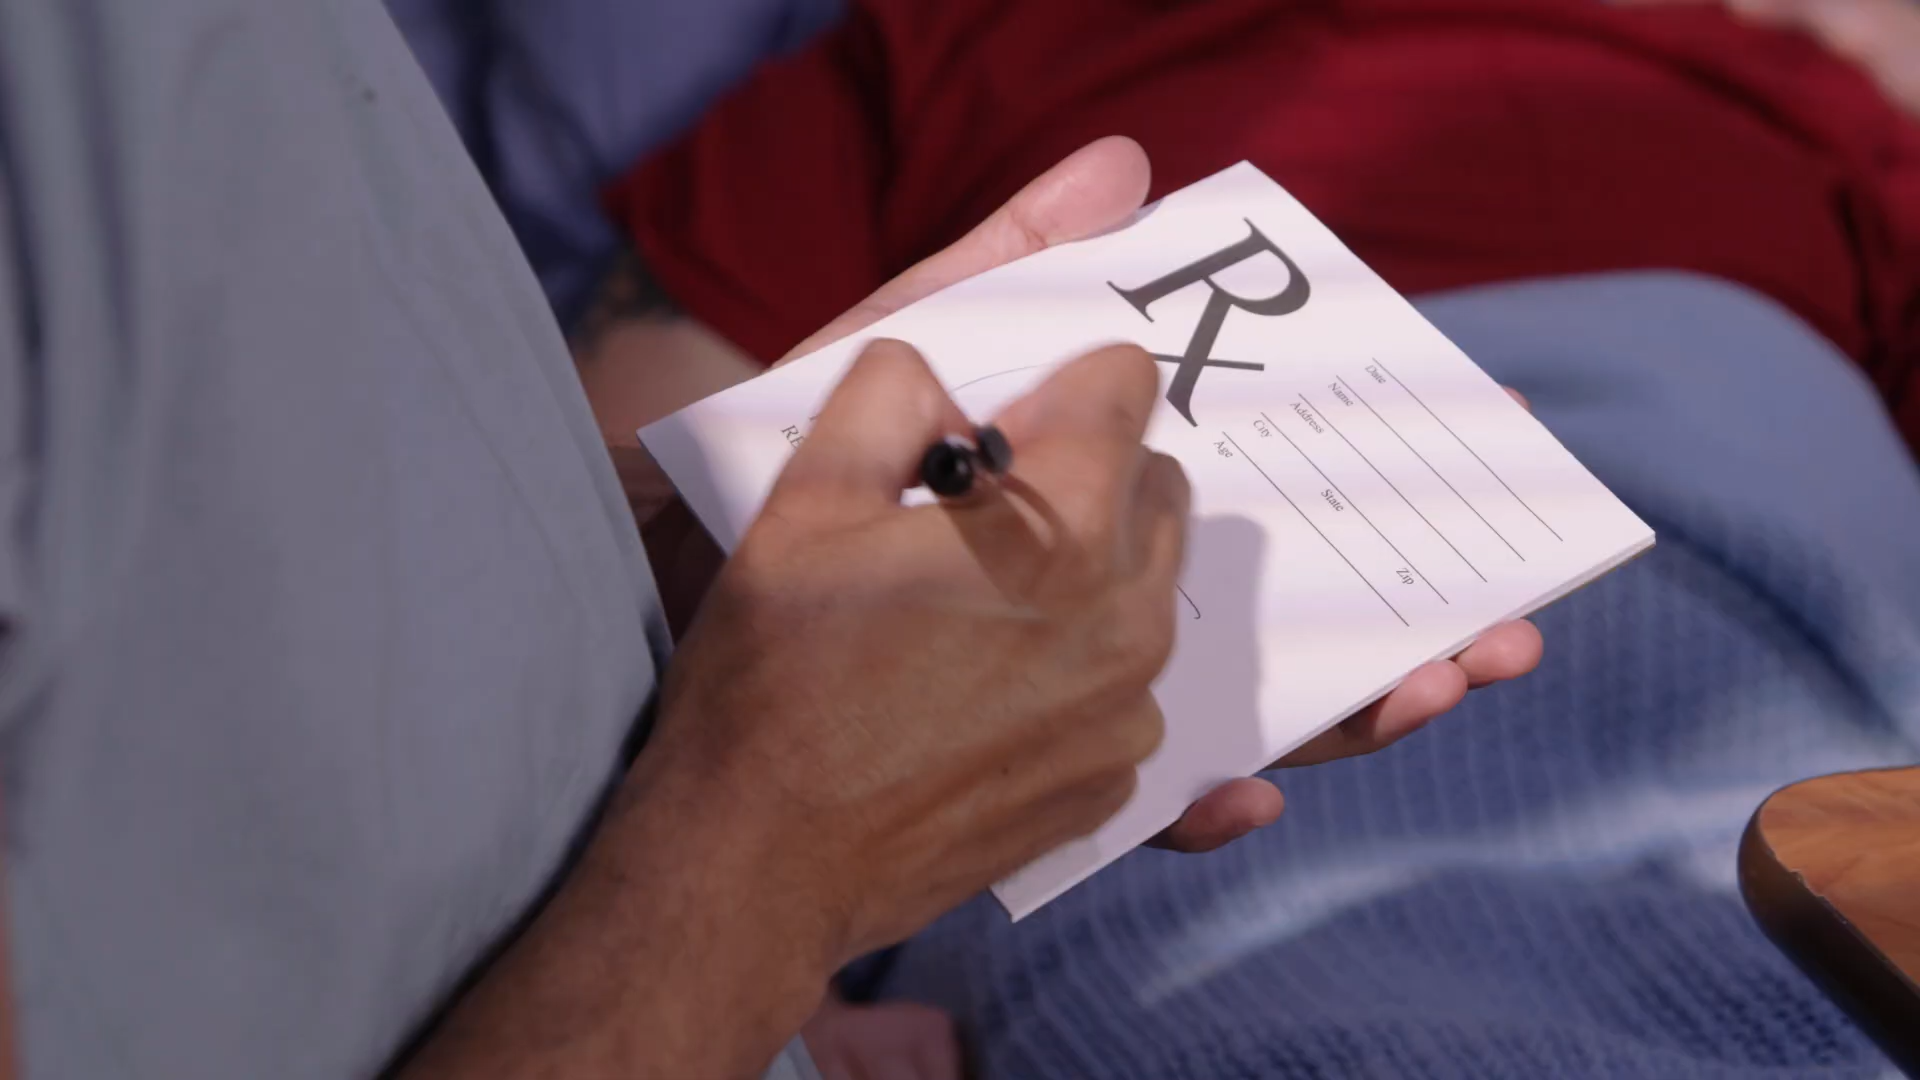 Rx
Date
Name
Address
City State Zip
Age